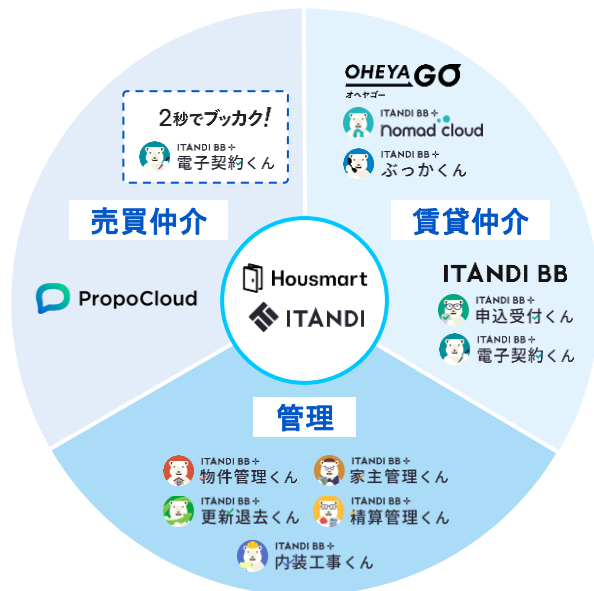 2秒でブッカク!
ITANDI BB +
電子契約くん
売買仲介
PropoCloud
OHEYAGO
オヘヤゴー
ITANDI BB +
nomad cloud
ITANDI BB +
ぶっかくん
賃貸仲介
ITANDI BB
ITANDI BB +
申込受付くん
ITANDI BB +
電子契約くん
Housmart
ITANDI
管理
ITANDI BB +
物件管理くん
ITANDI BB +
家主管理くん
ITANDI BB +
更新退去くん
ITANDI BB +
精算管理くん
ITANDI BB +
内装工事くん